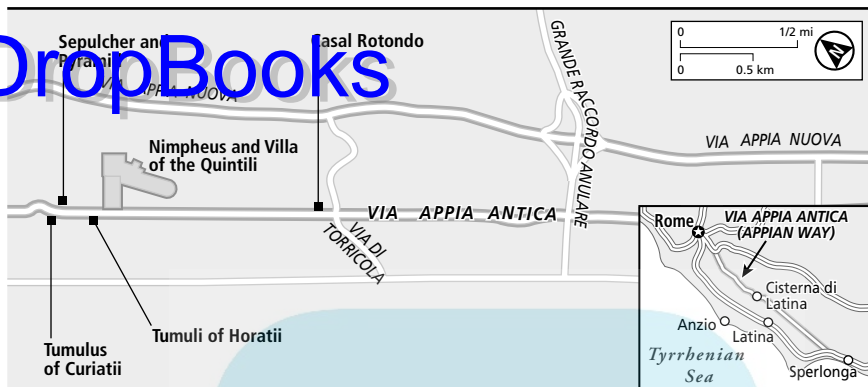 DropBooks
Sepulcher and
Pyramid
Casal Rotondo
VIA APPIA NUOVA
GRANDE RACCORDO ANULARE
0 1/2 mi
0 0.5 km
N
VIA APPIA NUOVA
Nimpheus and Villa
of the Quintili
VIA APPIA ANTICA
VIA DI
TORRICOLA
Tumuli of Horatii
Tumulus
of Curiatii
Rome
VIA APPIA ANTICA
(APPIAN WAY)
Cisterna di
Latina
Anzio
Latina
Tyrrhenian
Sea
Sperlonga